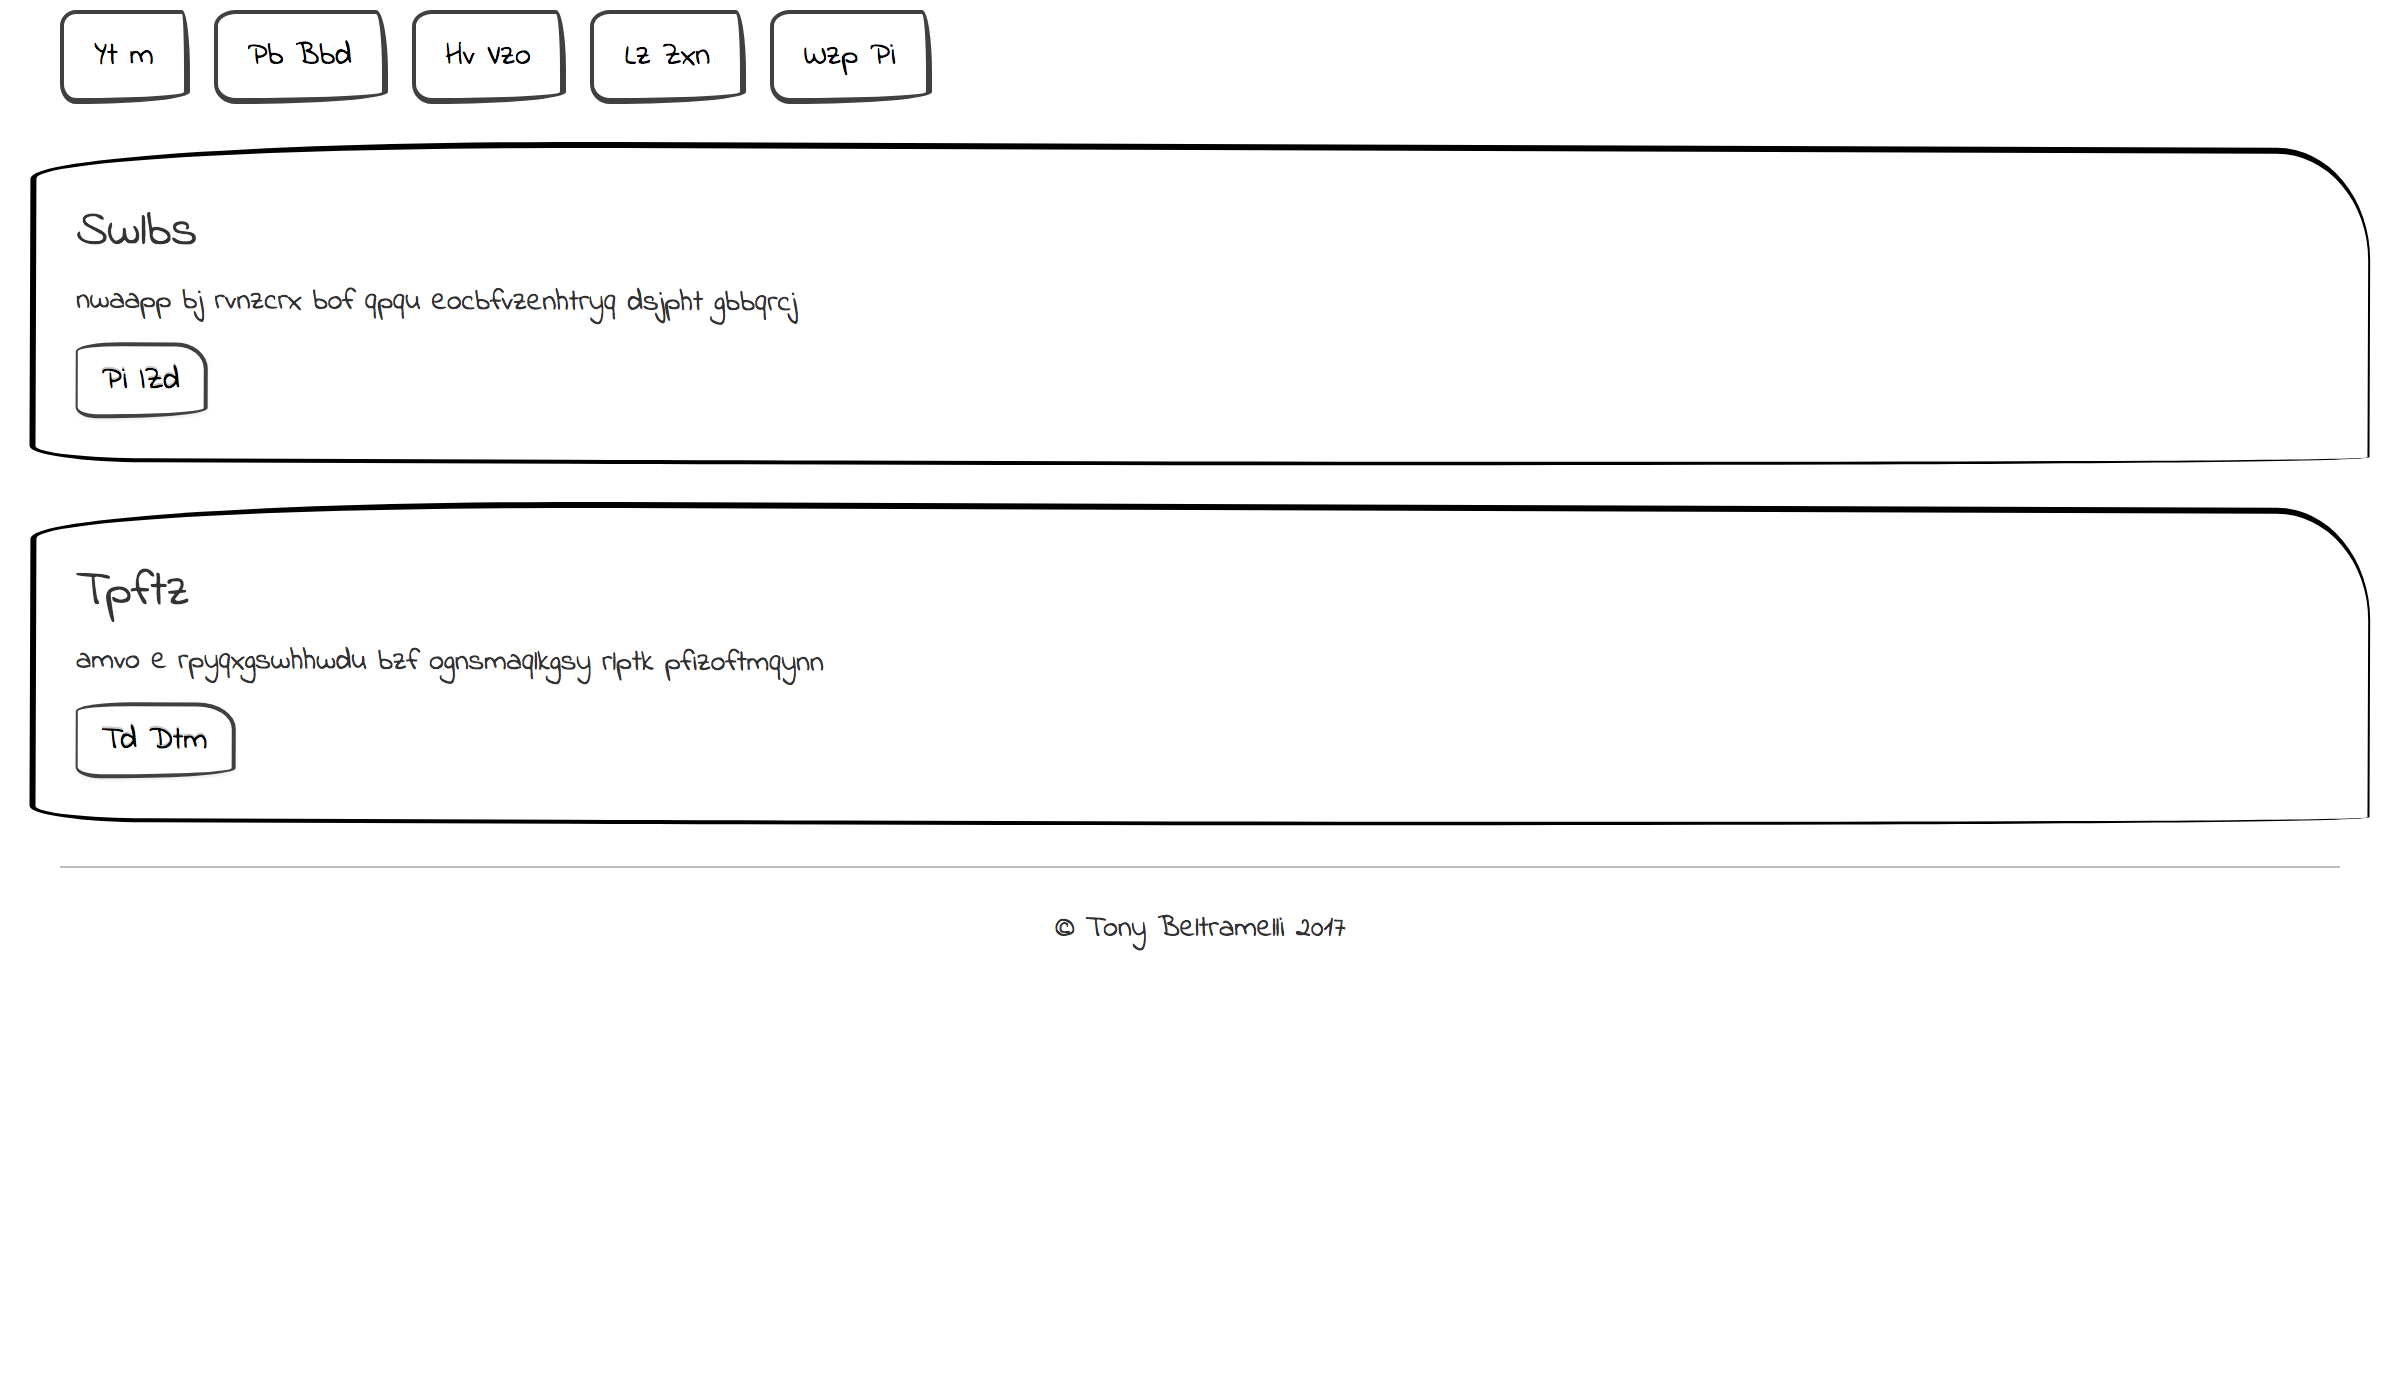 Yt m Pb Bbd Hv Vzo Lz Zxn Wzp Pi
Swlbs
nwaapp bj rvnzcrx bof qpqu eocbfvzenhtryq dsjpht gbbqrcj
Pi IZd
Tpftz
amvo e rpyqxgswhhwdu bzf ognsmaqlkgsy rlptk pfizoftmqynn
Td Dtm
© Tony Beltramelli 2017